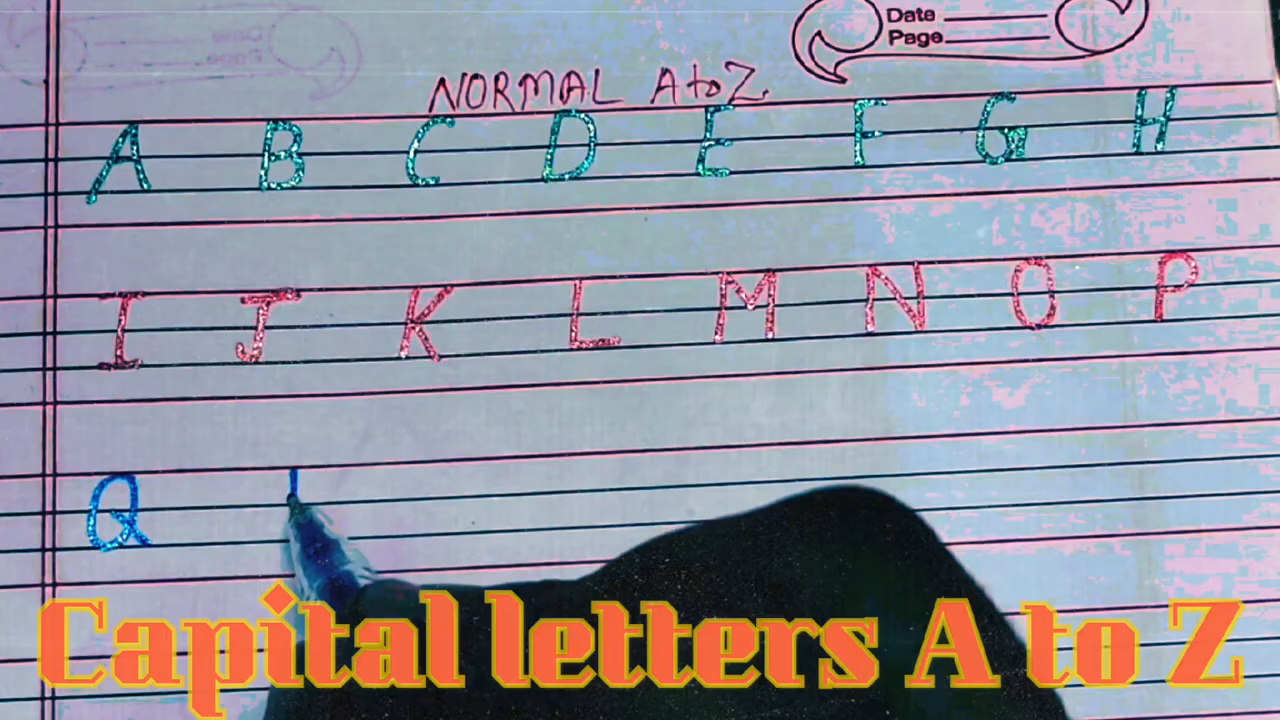 Date
Page
NORMAL A to Z.
A B C D E F G H
I J K L M N O P
Q
Capital letters A to Z